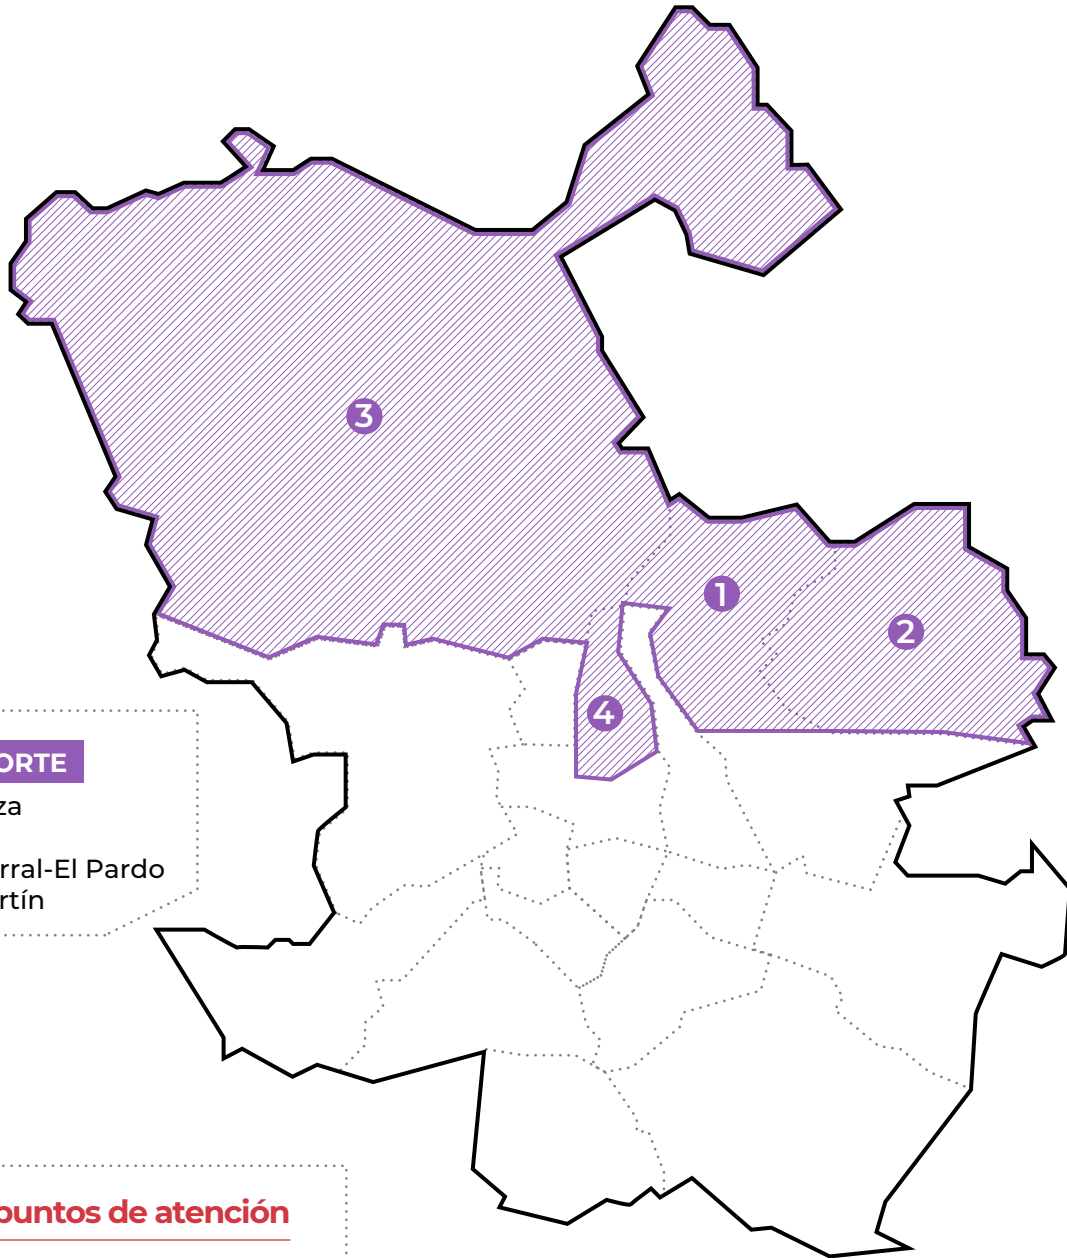 3
1
2
4
ORTE
za
rral-El Pardo
rtín
puntos de atención